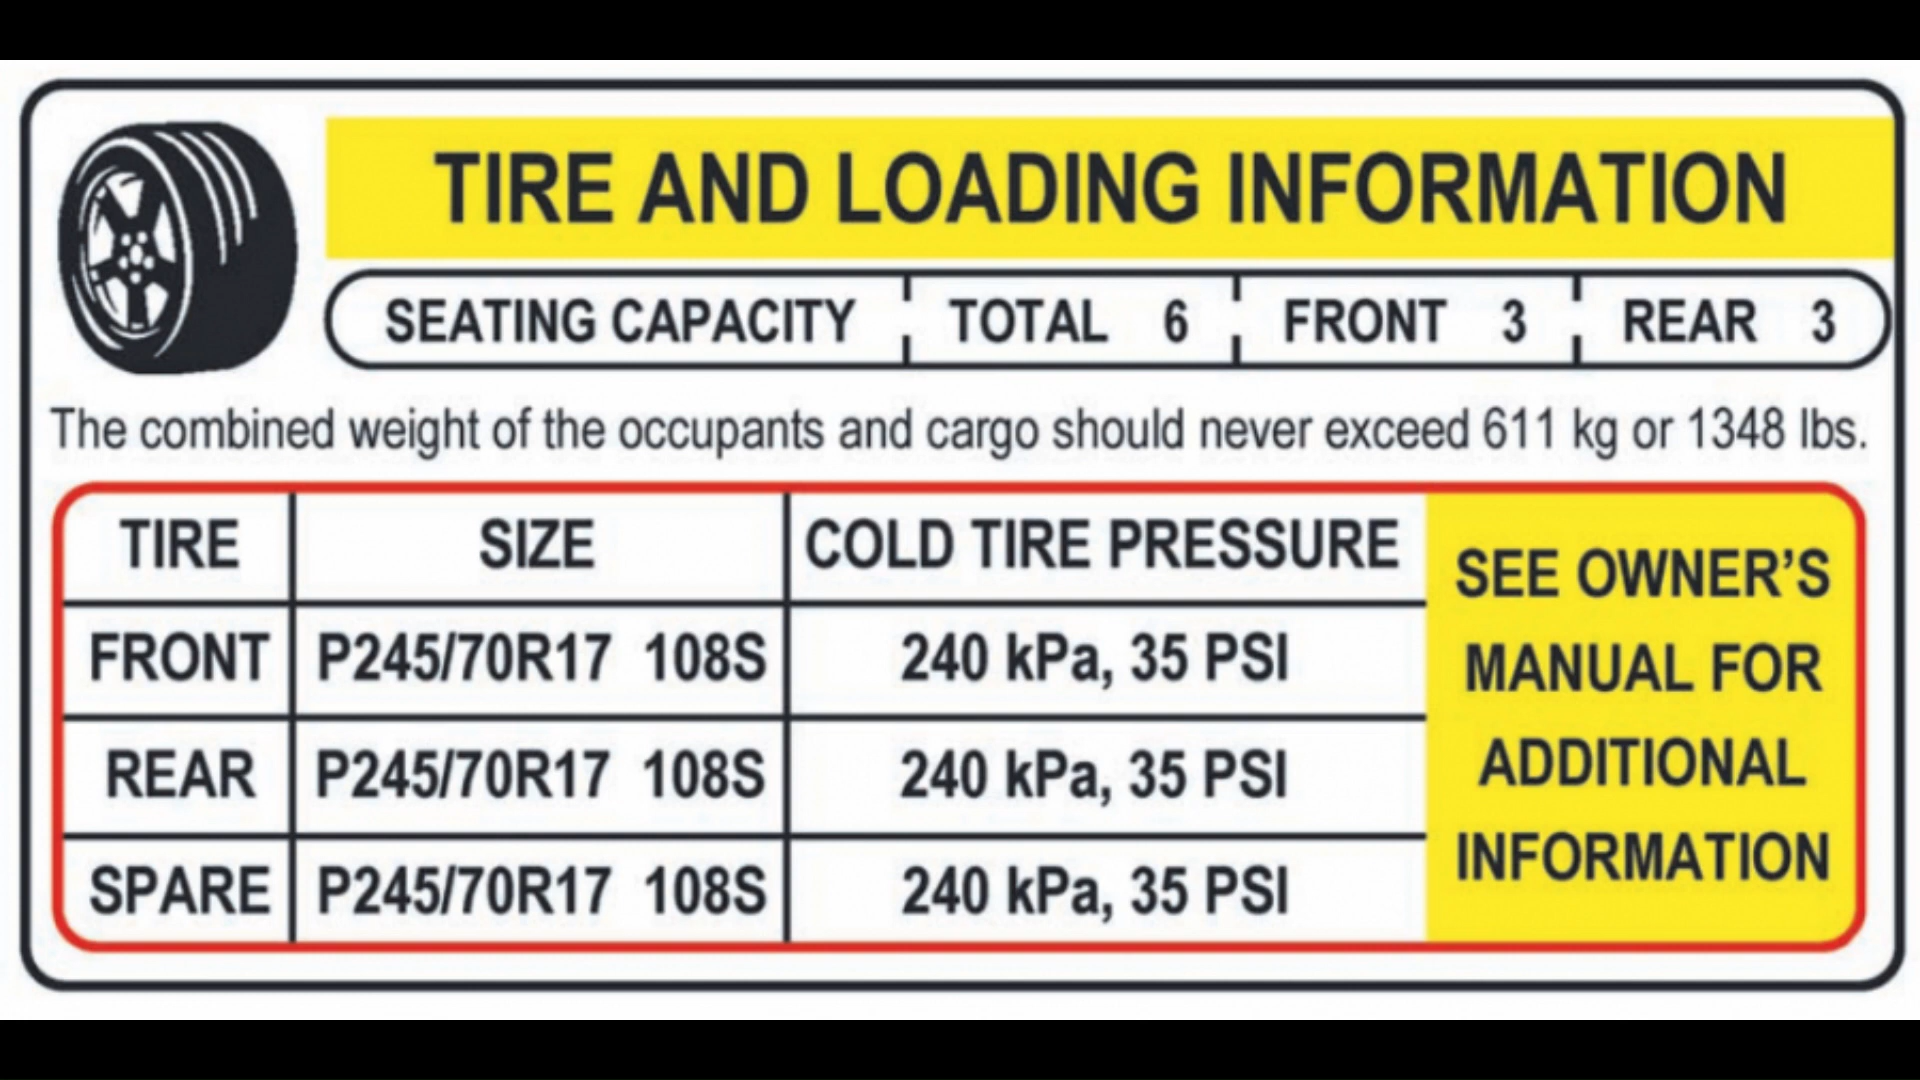 TIRE AND LOADING INFORMATION
SEATING CAPACITY TOTAL 6 FRONT 3 REAR 3
The combined weight of the occupants and cargo should never exceed 611 kg or 1348 lbs.
TIRE SIZE COLD TIRE PRESSURE
FRONT P245/70R17 108S 240 kPa, 35 PSI
REAR P245/70R17 108S 240 kPa, 35 PSI
SPARE P245/70R17 108S 240 kPa, 35 PSI
SEE OWNER’S
MANUAL FOR
ADDITIONAL
INFORMATION